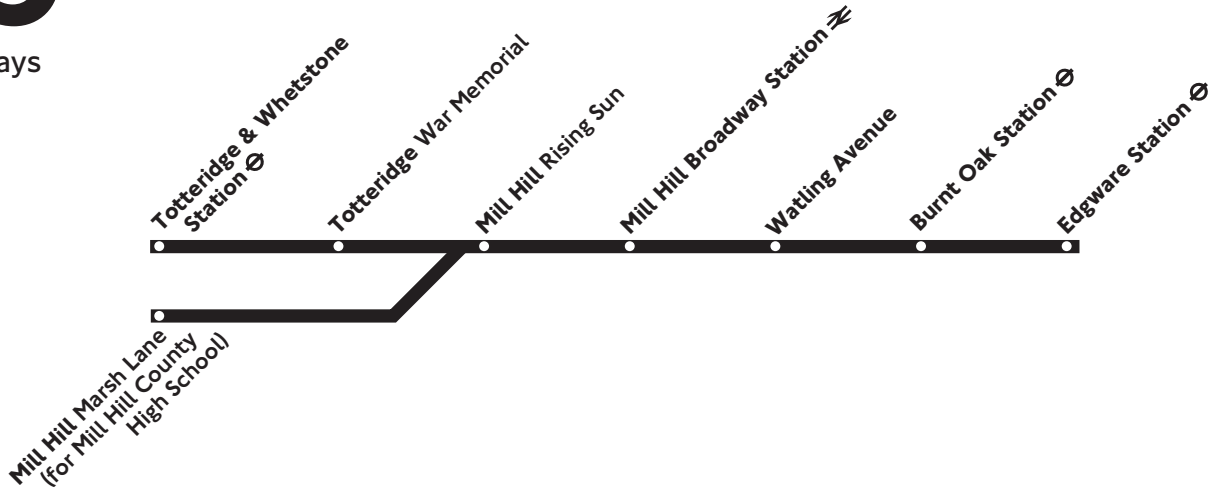 ays
Totteridge & Whetstone
Station
Totteridge War Memorial
Mill Hill Rising Sun
Mill Hill Broadway Station
Watling Avenue
Burnt Oak Station
Edgware Station
Mill Hill Marsh Lane
(for Mill Hill County
High School)